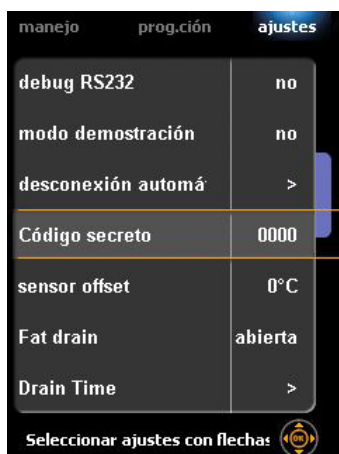 manejo prog.ción ajustes
debug RS232 no
modo demostración no
desconexión automá >
Código secreto 0000
sensor offset 0°C
Fat drain abierta
Drain Time >
Seleccionar ajustes con flechas OK